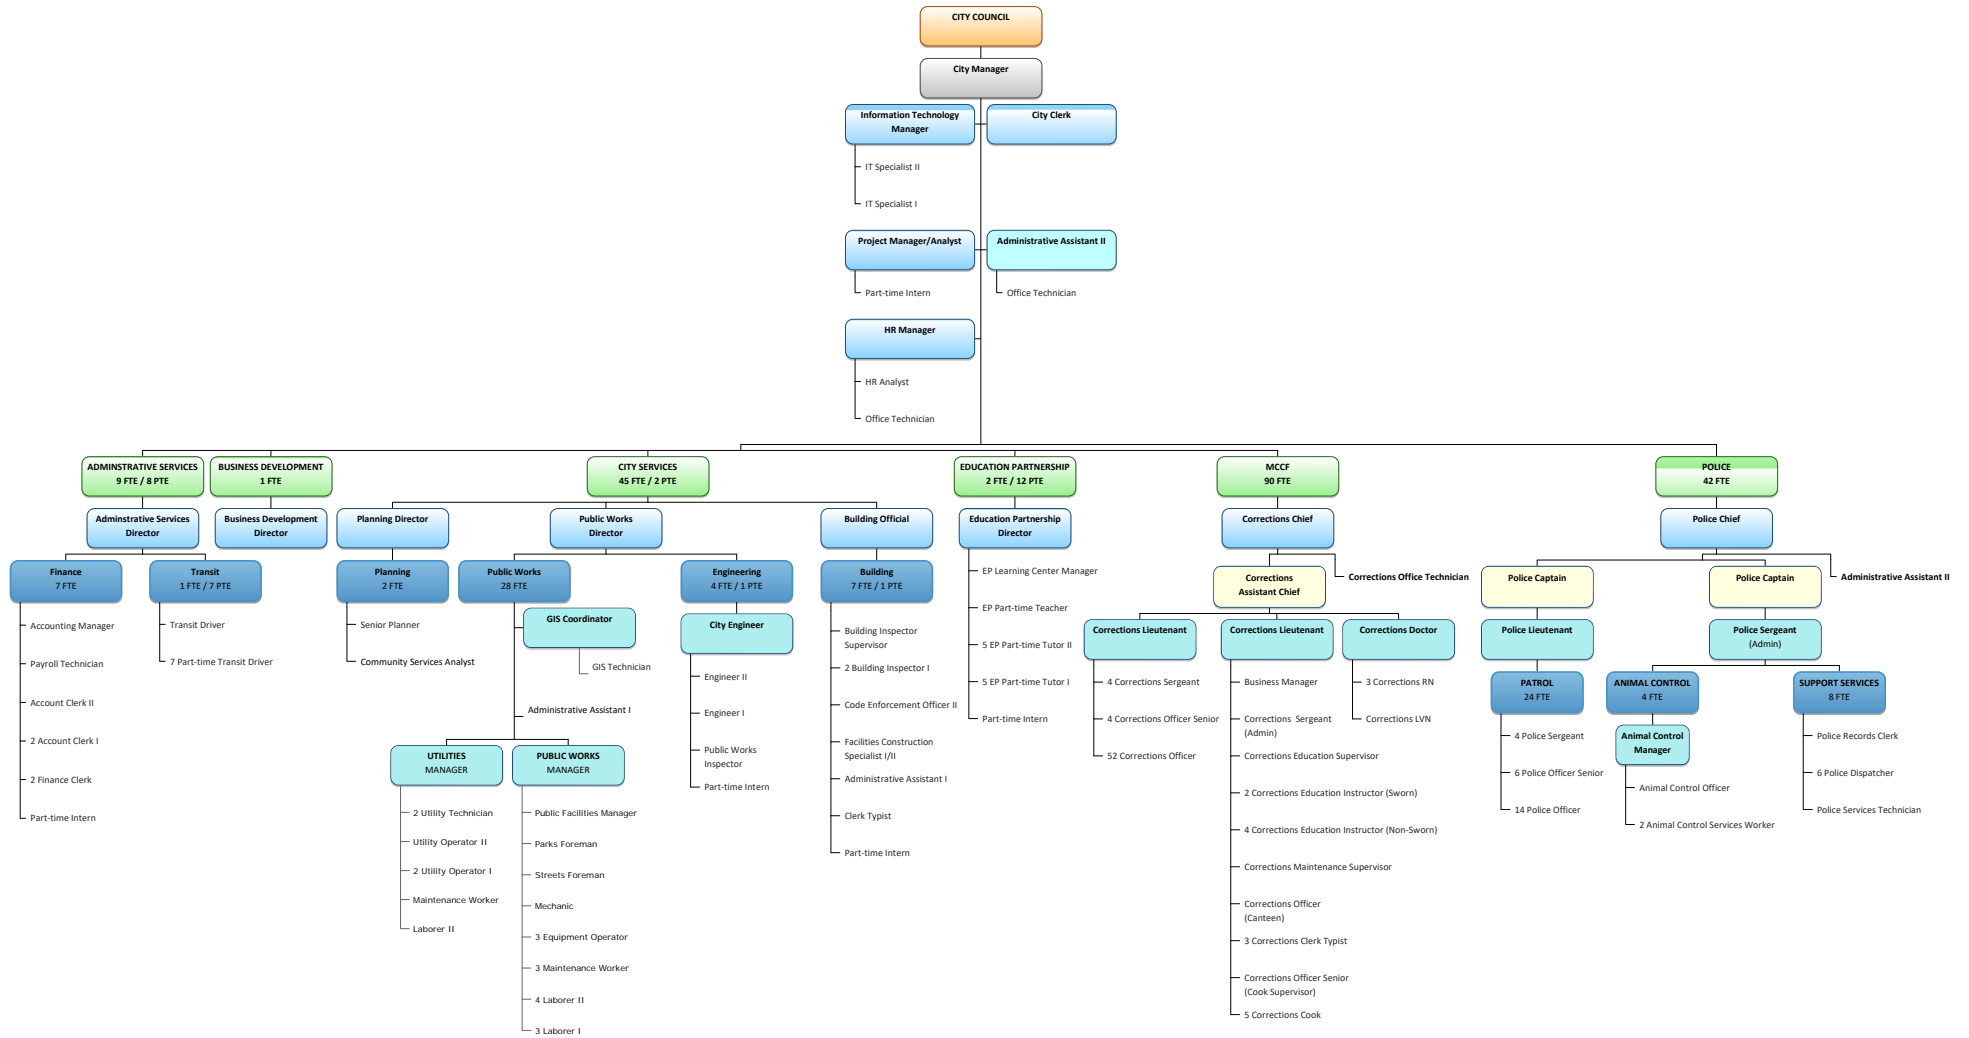 CITY COUNCIL
City Manager
Information Technology
Manager
City Clerk
IT Specialist II
IT Specialist I
Project Manager/Analyst
Administrative Assistant II
Part-time Intern
Office Technician
HR Manager
HR Analyst
Office Technician
ADMINSTRATIVE SERVICES
9 FTE / 8 PTE
Adminstrative Services
Director
Finance
7 FTE
Accounting Manager
Payroll Technician
Account Clerk II
2 Account Clerk I
2 Finance Clerk
Part-time Intern
Transit
1 FTE / 7 PTE
Transit Driver
7 Part-time Transit Driver
BUSINESS DEVELOPMENT
1 FTE
Business Development
Director
CITY SERVICES
45 FTE / 2 PTE
Planning Director
Planning
2 FTE
Senior Planner
Community Services Analyst
Public Works
Director
Public Works
28 FTE
GIS Coordinator
GIS Technician
Administrative Assistant I
UTILITIES
MANAGER
2 Utility Technician
Utility Operator II
2 Utility Operator I
Maintenance Worker
Laborer II
PUBLIC WORKS
MANAGER
Public Facilities Manager
Parks Foreman
Streets Foreman
Mechanic
3 Equipment Operator
3 Maintenance Worker
4 Laborer II
3 Laborer I
Engineering
4 FTE / 1 PTE
City Engineer
Engineer II
Engineer I
Public Works
Inspector
Part-time Intern
Building Official
Building
7 FTE / 1 PTE
Building Inspector
Supervisor
2 Building Inspector I
Code Enforcement Officer II
Facilities Construction
Specialist I/II
Administrative Assistant I
Clerk Typist
Part-time Intern
EDUCATION PARTNERSHIP
2 FTE / 12 PTE
Education Partnership
Director
EP Learning Center Manager
EP Part-time Teacher
5 EP Part-time Tutor II
5 EP Part-time Tutor I
Part-time Intern
MCCF
90 FTE
Corrections Chief
Corrections
Assistant Chief
Corrections Office Technician
Corrections Lieutenant
4 Corrections Sergeant
4 Corrections Officer Senior
52 Corrections Officer
Corrections Lieutenant
Business Manager
Corrections Sergeant
(Admin)
Corrections Education Supervisor
2 Corrections Education Instructor (Sworn)
4 Corrections Education Instructor (Non-Sworn)
Corrections Maintenance Supervisor
Corrections Officer
(Canteen)
3 Corrections Clerk Typist
Corrections Officer Senior
(Cook Supervisor)
5 Corrections Cook
Corrections Doctor
3 Corrections RN
Corrections LVN
POLICE
42 FTE
Police Chief
Police Captain
Police Lieutenant
PATROL
24 FTE
4 Police Sergeant
6 Police Officer Senior
14 Police Officer
Police Captain
Administrative Assistant II
Police Sergeant
(Admin)
ANIMAL CONTROL
4 FTE
Animal Control
Manager
Animal Control Officer
2 Animal Control Services Worker
SUPPORT SERVICES
8 FTE
Police Records Clerk
6 Police Dispatcher
Police Services Technician